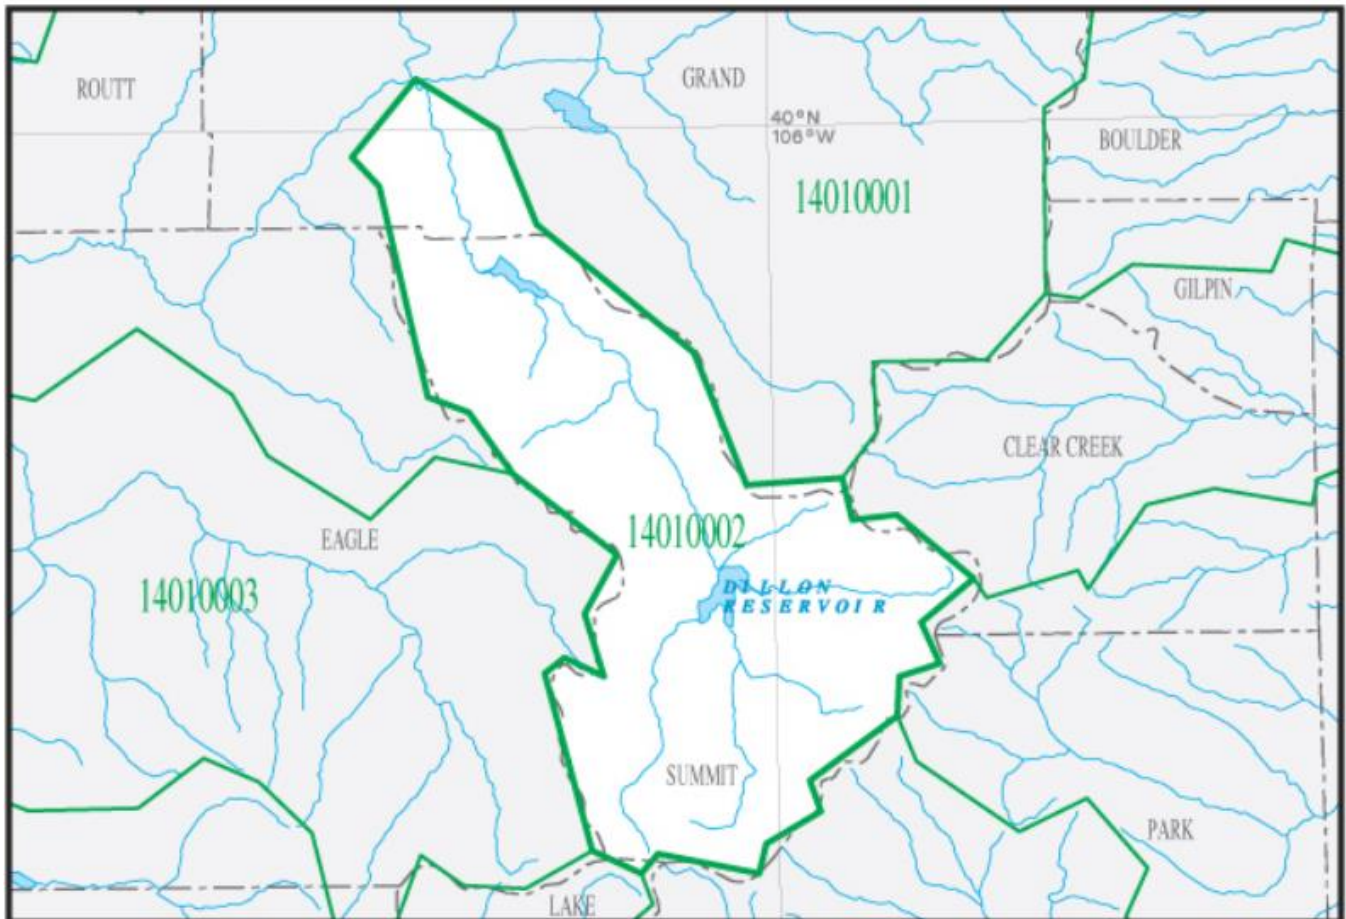 ROUTT
GRAND
40°N
106°W
BOULDER
14010001
GILPIN
CLEAR CREEK
EAGLE
14010002
14010003
DILLON
RESERVOIR
SUMMIT
PARK
LAKE